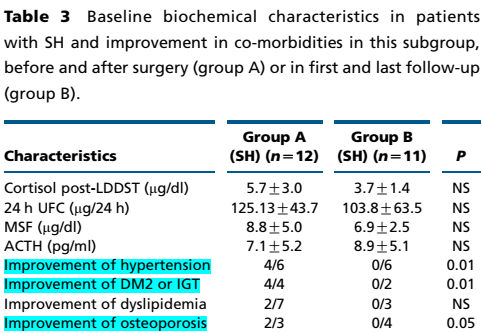 Table 3 Baseline biochemical characteristics in patients
with SH and improvement in co-morbidities in this subgroup,
before and after surgery (group A) or in first and last follow-up
(group B).
Group A Group B
Characteristics (SH) (n=12) (SH) (n=11) P
Cortisol post-LDDST (μg/dl) 5.7±3.0 3.7±1.4 NS
24 h UFC (μg/24 h) 125.13±43.7 103.8±63.5 NS
MSF (μg/dl) 8.8±5.0 6.9±2.5 NS
ACTH (pg/ml) 7.1±5.2 8.9±5.1 NS
Improvement of hypertension 4/6 0/6 0.01
Improvement of DM2 or IGT 4/4 0/2 0.01
Improvement of dyslipidemia 2/7 0/3 NS
Improvement of osteoporosis 2/3 0/4 0.05